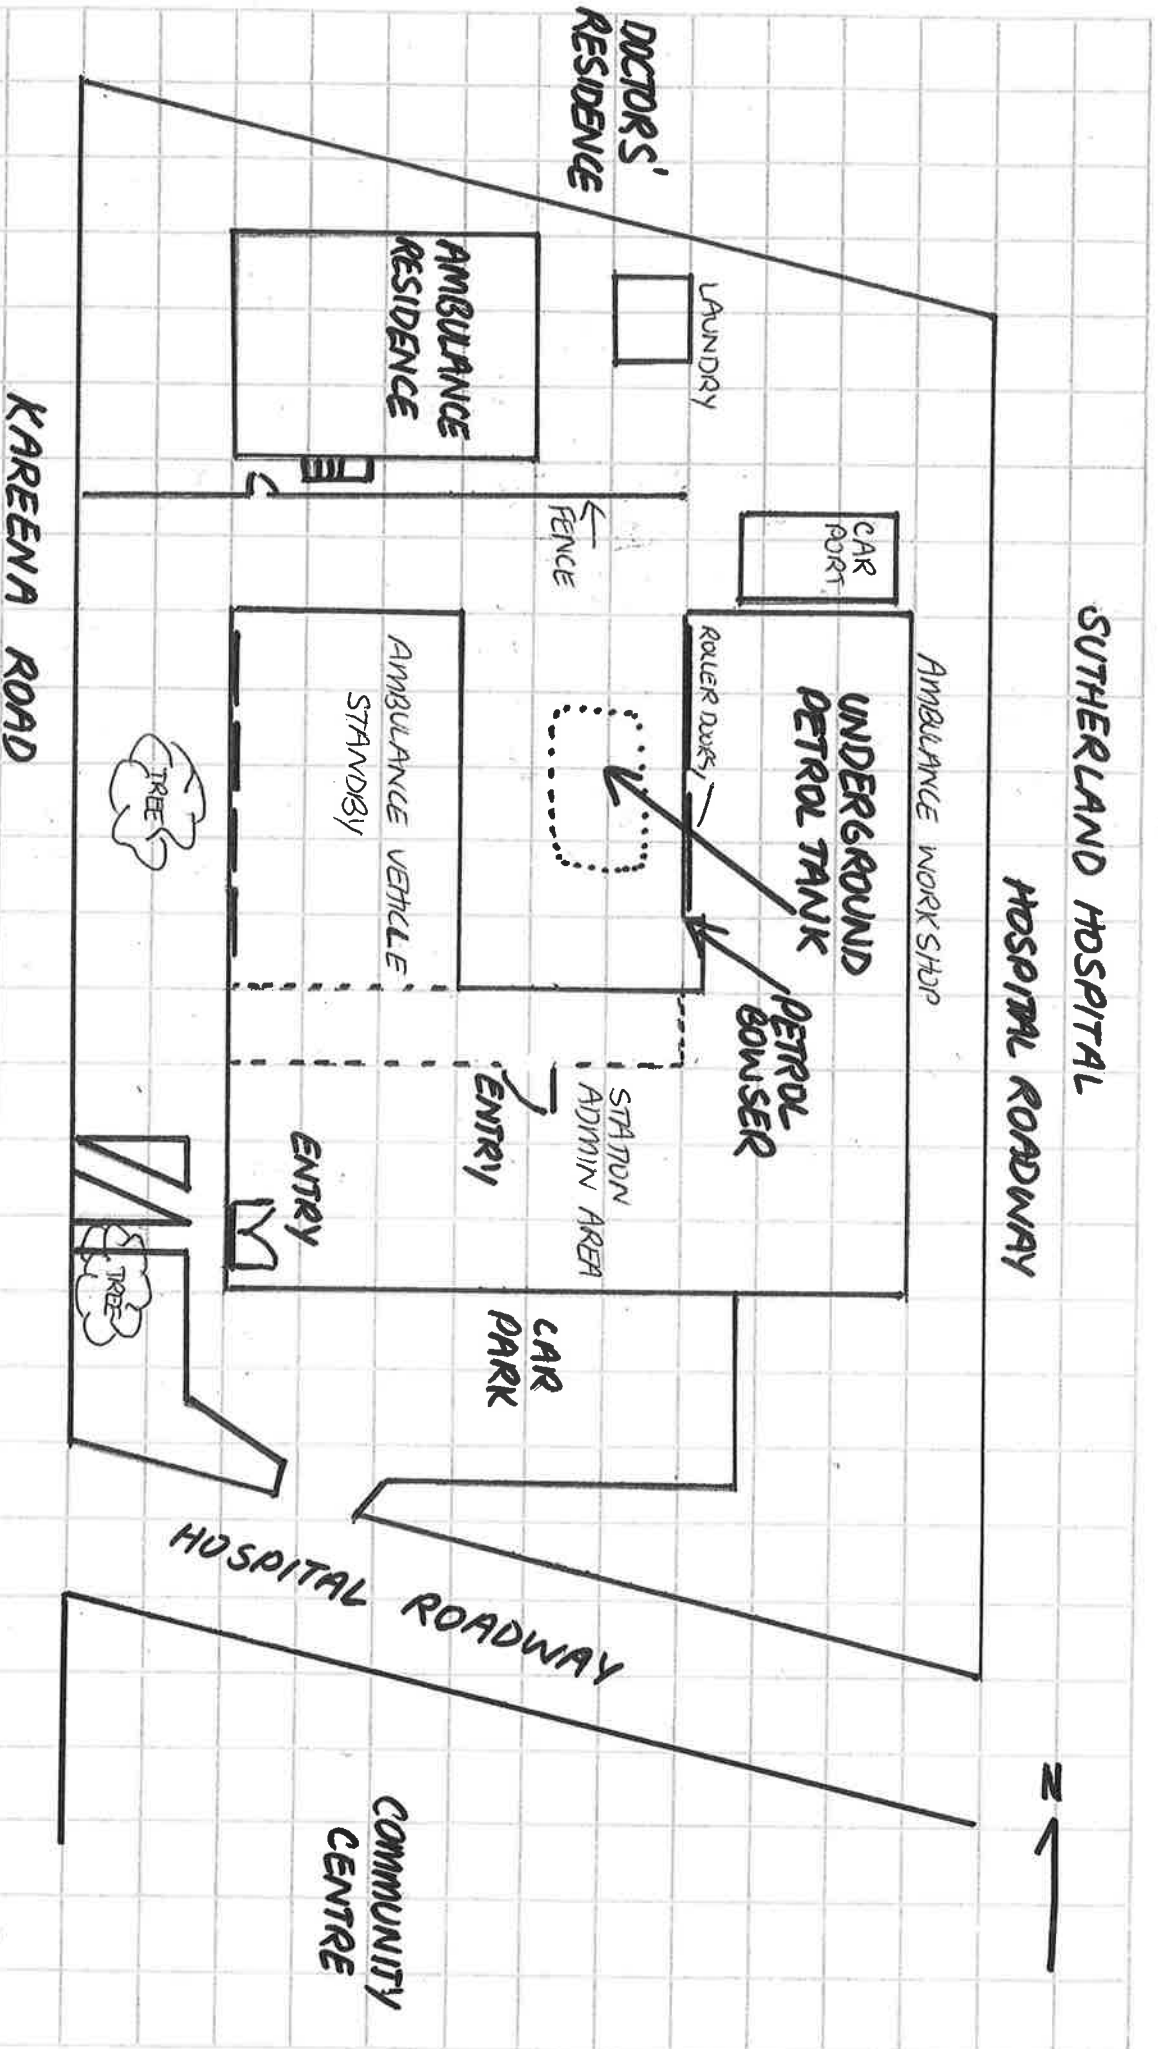 SUTHERLAND HOSPITAL
HOSPITAL ROADWAY
N
DOCTORS'
RESIDENCE
LAUNDRY
AMBULANCE
RESIDENCE
CAR
PORT
← FENCE
AMBULANCE WORKSHOP
UNDERGROUND
PETROL TANK
ROLLER DOORS
PETROL
BOWSER
AMBULANCE VEHICLE
STANDBY
STATION
ADMIN AREA
ENTRY
ENTRY
CAR
PARK
TREE
TREE
HOSPITAL ROADWAY
COMMUNITY
CENTRE
KAREENA ROAD